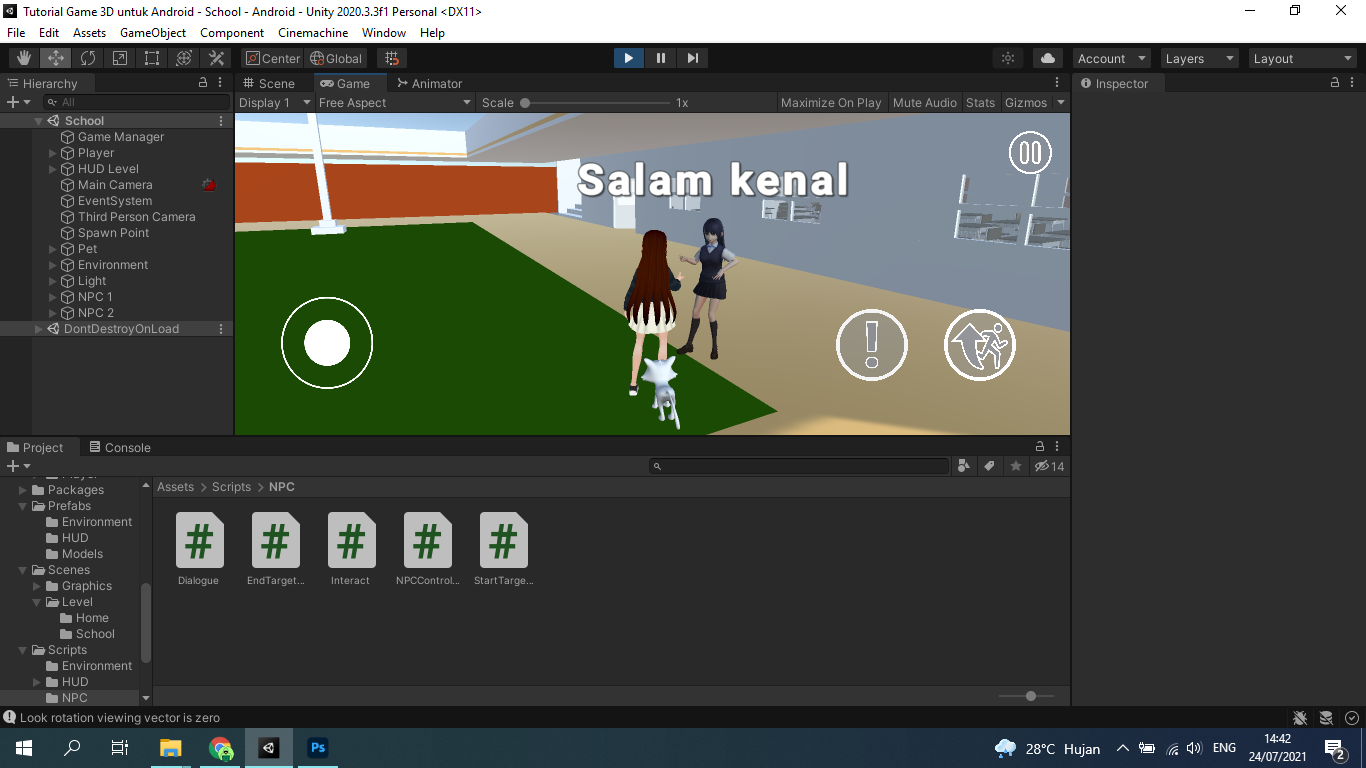 Tutorial Game 3D untuk Android - School - Android - Unity 2020.3.3f1 Personal <DX11>
File Edit Assets GameObject Component Cinemachine Window Help
Center Global Account Layers Layout
Hierarchy Scene Game Animator Inspector
All Display 1 Free Aspect Scale 1x Maximize On Play Mute Audio Stats Gizmos
School
Game Manager
Player
HUD Level
Main Camera
EventSystem
Third Person Camera
Spawn Point
Pet
Environment
Light
NPC 1
NPC 2
DontDestroyOnLoad
Salam kenal
!
Project Console
14
Packages
Prefabs
Environment
HUD
Models
Scenes
Graphics
Level
Home
School
Scripts
Environment
HUD
NPC
Assets > Scripts > NPC
# # # # #
Dialogue EndTarget... Interact NPCControl... StartTarge...
Look rotation viewing vector is zero
Ps 28°C Hujan ENG 14:42
24/07/2021 2